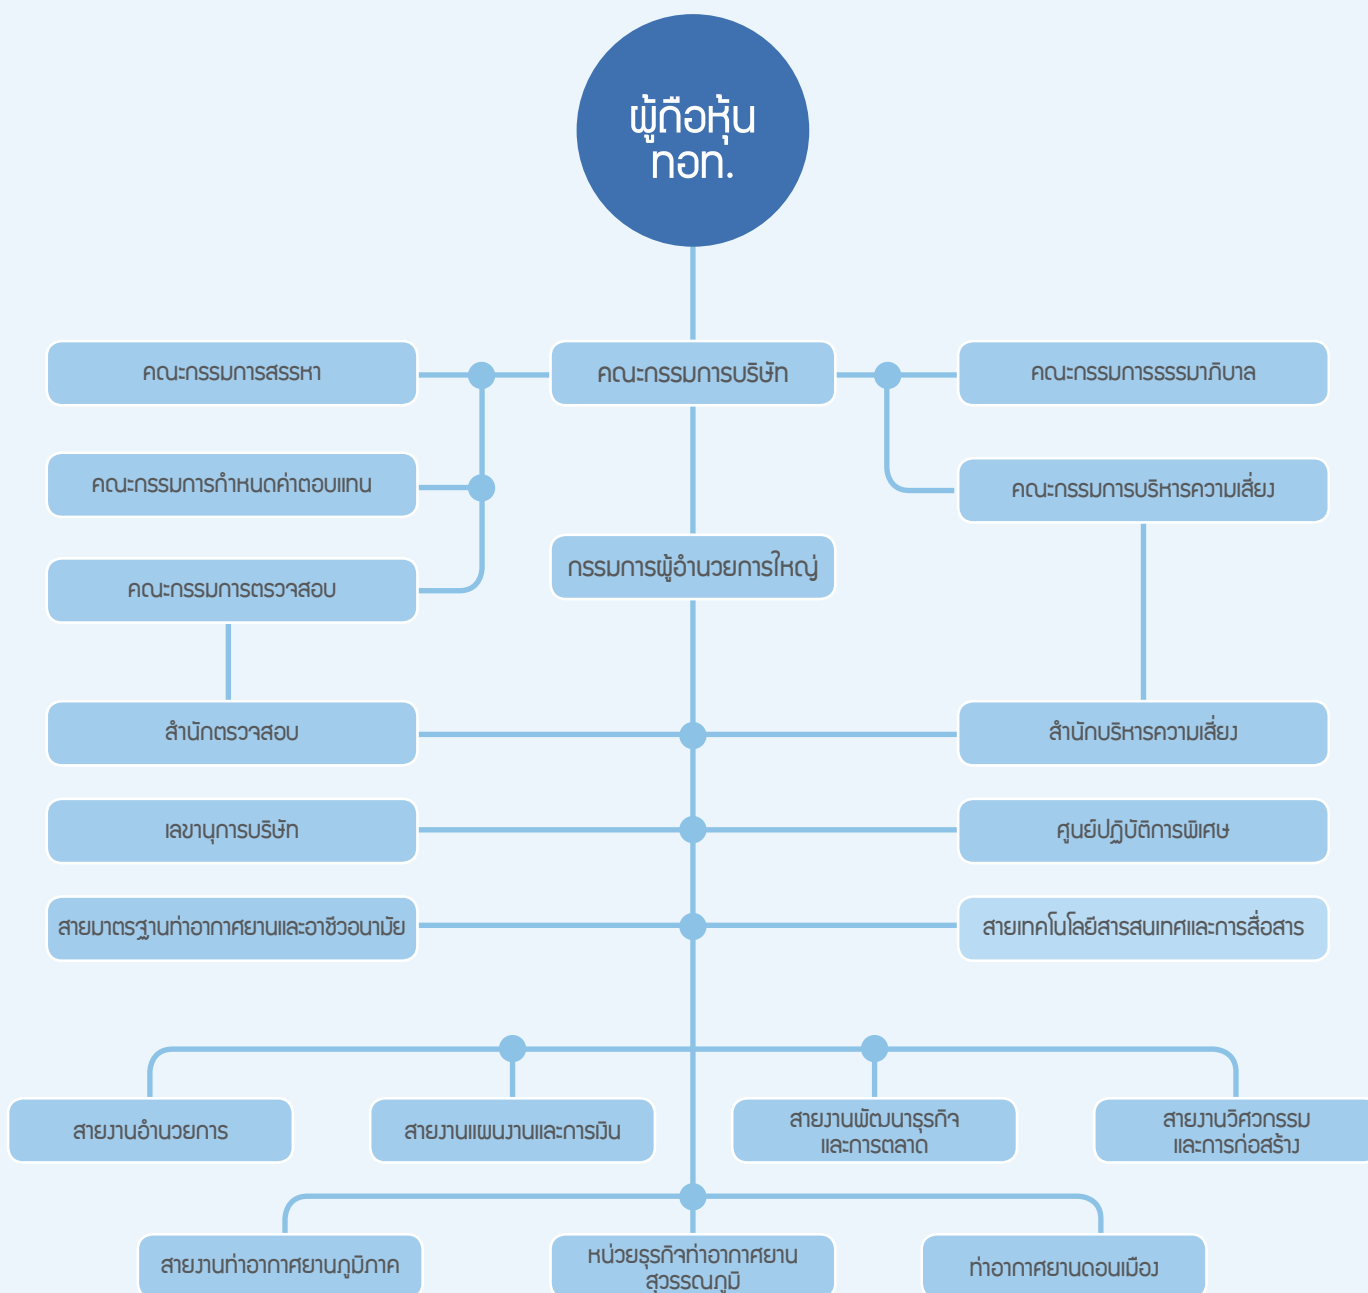 ผู้ถือหุ้น
ทอท.
คณะกรรมการสรรหา
คณะกรรมการบริษัท
คณะกรรมการธรรมาภิบาล
คณะกรรมการกำหนดค่าตอบแทน
คณะกรรมการบริหารความเสี่ยง
กรรมการผู้อำนวยการใหญ่
คณะกรรมการตรวจสอบ
สำนักตรวจสอบ
สำนักบริหารความเสี่ยง
เลขานุการบริษัท
ศูนย์ปฏิบัติการพิเศษ
สายมาตรฐานท่าอากาศยานและอาชีวอนามัย
สายเทคโนโลยีสารสนเทศและการสื่อสาร
สายงานอำนวยการ
สายงานแผนงานและการเงิน
สายงานพัฒนาธุรกิจ
และการตลาด
สายงานวิศวกรรม
และการก่อสร้าง
สายงานท่าอากาศยานภูมิภาค
หน่วยธุรกิจท่าอากาศยาน
สุวรรณภูมิ
ท่าอากาศยานดอนเมือง